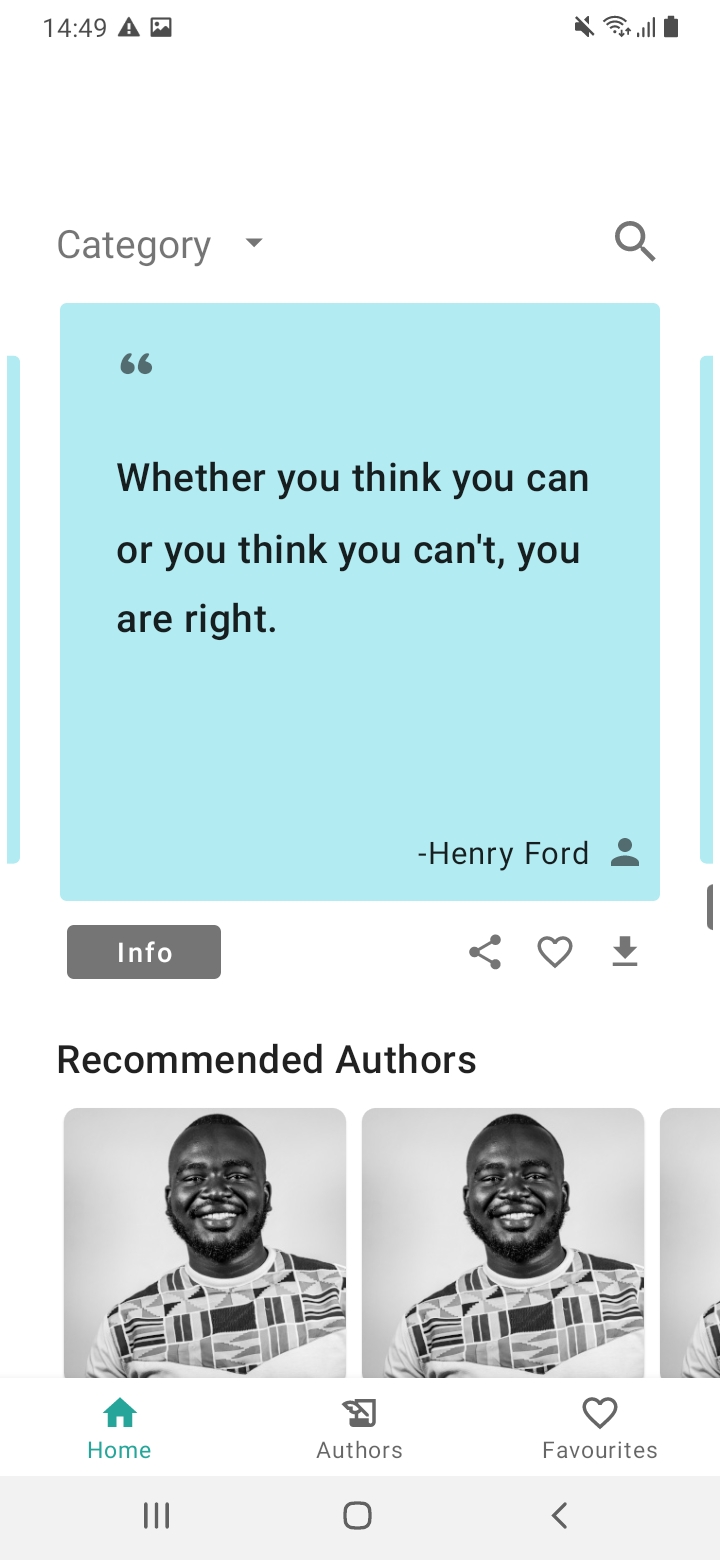 14:49
Category
“
Whether you think you can
or you think you can't, you
are right.
-Henry Ford
Info
Recommended Authors
Home
Authors
Favourites